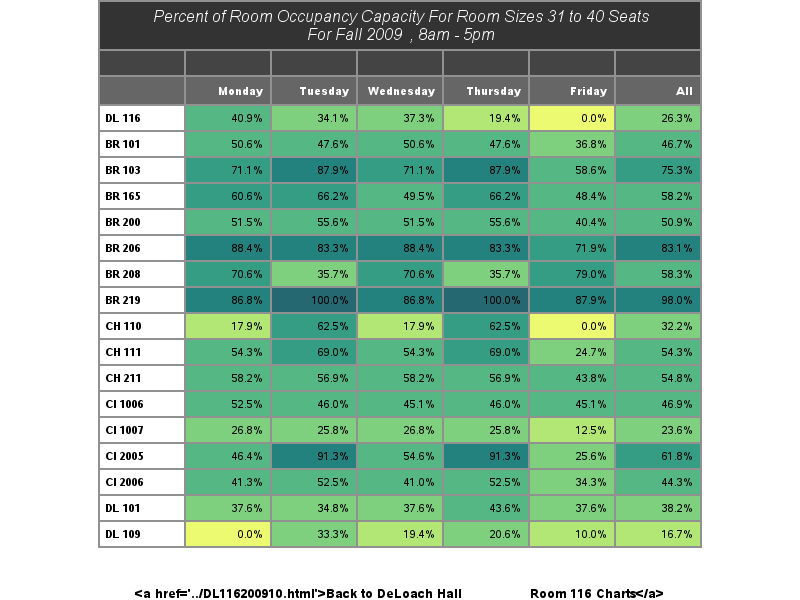 Percent of Room Occupancy Capacity For Room Sizes 31 to 40 Seats
For Fall 2009 , 8am - 5pm
Monday Tuesday Wednesday Thursday Friday All
DL 116 40.9% 34.1% 37.3% 19.4% 0.0% 26.3%
BR 101 50.6% 47.6% 50.6% 47.6% 36.8% 46.7%
BR 103 71.1% 87.9% 71.1% 87.9% 58.6% 75.3%
BR 165 60.6% 66.2% 49.5% 66.2% 48.4% 58.2%
BR 200 51.5% 55.6% 51.5% 55.6% 40.4% 50.9%
BR 206 88.4% 83.3% 88.4% 83.3% 71.9% 83.1%
BR 208 70.6% 35.7% 70.6% 35.7% 79.0% 58.3%
BR 219 86.8% 100.0% 86.8% 100.0% 87.9% 98.0%
CH 110 17.9% 62.5% 17.9% 62.5% 0.0% 32.2%
CH 111 54.3% 69.0% 54.3% 69.0% 24.7% 54.3%
CH 211 58.2% 56.9% 58.2% 56.9% 43.8% 54.8%
CI 1006 52.5% 46.0% 45.1% 46.0% 45.1% 46.9%
CI 1007 26.8% 25.8% 26.8% 25.8% 12.5% 23.6%
CI 2005 46.4% 91.3% 54.6% 91.3% 25.6% 61.8%
CI 2006 41.3% 52.5% 41.0% 52.5% 34.3% 44.3%
DL 101 37.6% 34.8% 37.6% 43.6% 37.6% 38.2%
DL 109 0.0% 33.3% 19.4% 20.6% 10.0% 16.7%
<a href='../DL116200910.html'>Back to DeLoach Hall Room 116 Charts</a>